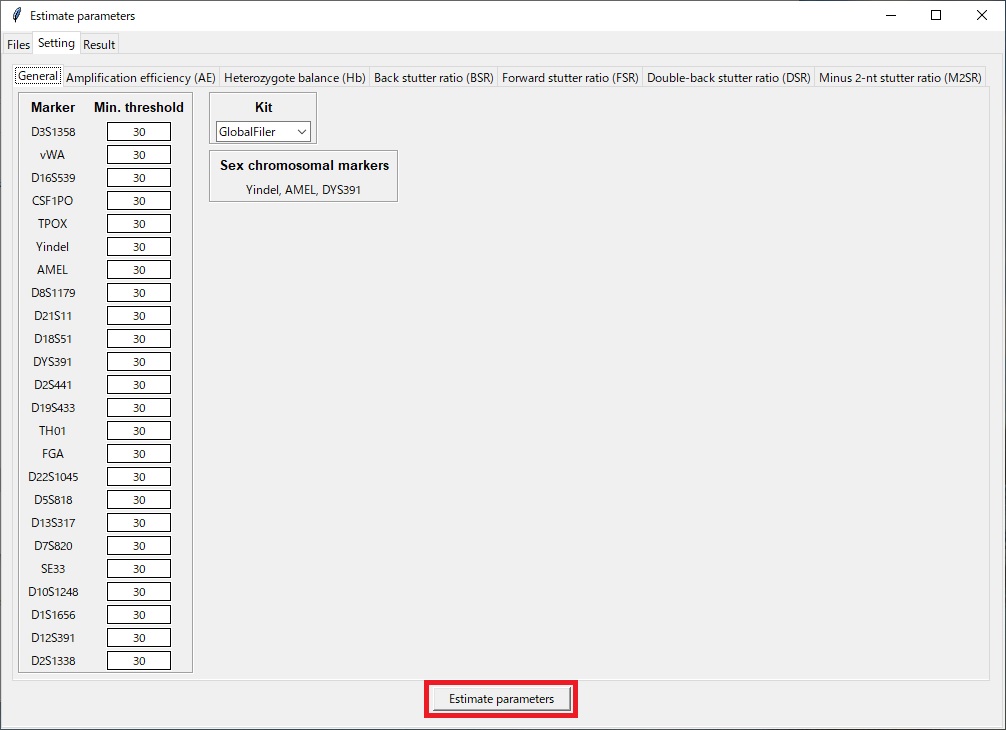 Estimate parameters
Files Setting Result
General Amplification efficiency (AE) Heterozygote balance (Hb) Back stutter ratio (BSR) Forward stutter ratio (FSR) Double-back stutter ratio (DSR) Minus 2-nt stutter ratio (M2SR)
Marker Min. threshold
D3S1358 30
vWA 30
D16S539 30
CSF1PO 30
TPOX 30
Yindel 30
AMEL 30
D8S1179 30
D21S11 30
D18S51 30
DYS391 30
D2S441 30
D19S433 30
TH01 30
FGA 30
D22S1045 30
D5S818 30
D13S317 30
D7S820 30
SE33 30
D10S1248 30
D1S1656 30
D12S391 30
D2S1338 30
Kit
GlobalFiler
Sex chromosomal markers
Yindel, AMEL, DYS391
Estimate parameters